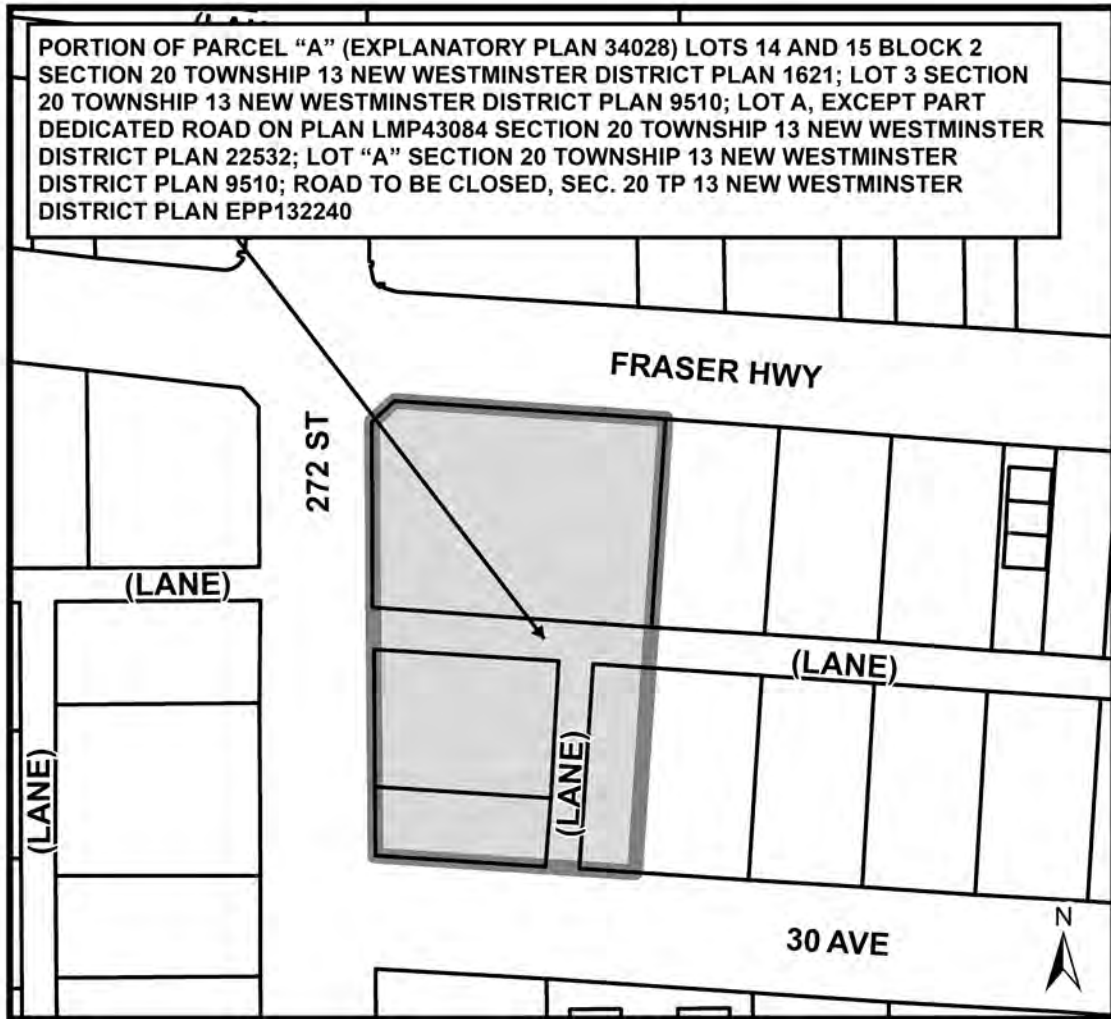 PORTION OF PARCEL “A” (EXPLANATORY PLAN 34028) LOTS 14 AND 15 BLOCK 2
SECTION 20 TOWNSHIP 13 NEW WESTMINSTER DISTRICT PLAN 1621; LOT 3 SECTION
20 TOWNSHIP 13 NEW WESTMINSTER DISTRICT PLAN 9510; LOT A, EXCEPT PART
DEDICATED ROAD ON PLAN LMP43084 SECTION 20 TOWNSHIP 13 NEW WESTMINSTER
DISTRICT PLAN 22532; LOT “A” SECTION 20 TOWNSHIP 13 NEW WESTMINSTER
DISTRICT PLAN 9510; ROAD TO BE CLOSED, SEC. 20 TP 13 NEW WESTMINSTER
DISTRICT PLAN EPP132240
FRASER HWY
272 ST
(LANE)
(LANE)
(LANE)
(LANE)
30 AVE
N